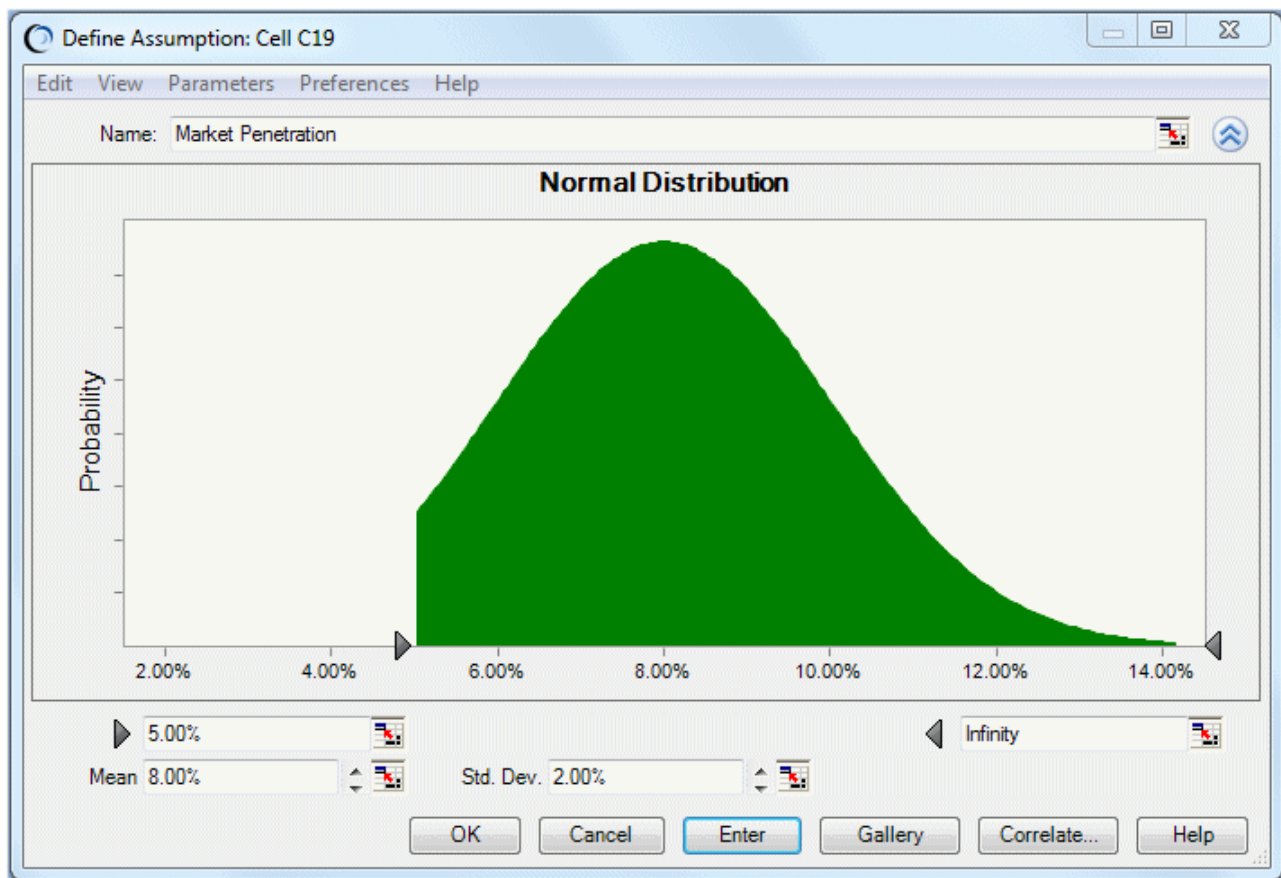 Define Assumption: Cell C19
Edit View Parameters Preferences Help
Name: Market Penetration
Normal Distribution
Probability
2.00% 4.00% 6.00% 8.00% 10.00% 12.00% 14.00%
5.00% Infinity
Mean 8.00% Std. Dev. 2.00%
OK Cancel Enter Gallery Correlate... Help